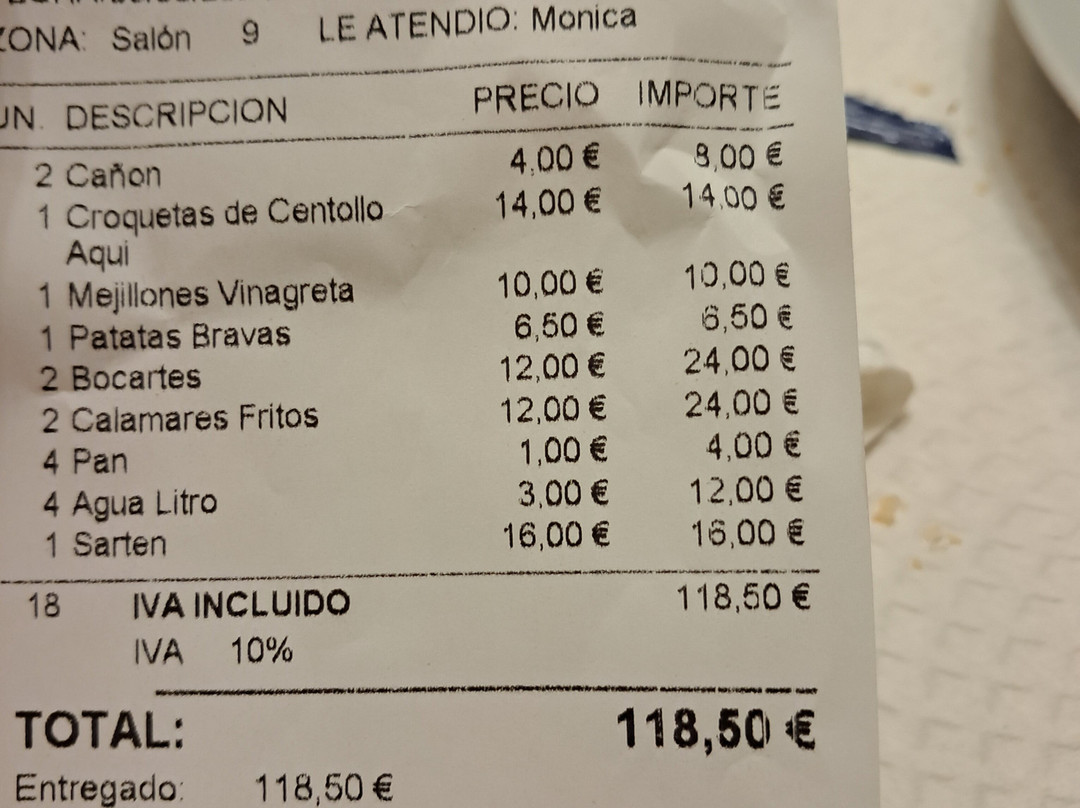 ZONA: Salón 9 LE ATENDIO: Monica
UN. DESCRIPCION PRECIO IMPORTE
2 Cañon 4,00 € 8,00 €
1 Croquetas de Centollo 14,00 € 14,00 €
Aqui
1 Mejillones Vinagreta 10,00 € 10,00 €
1 Patatas Bravas 6,50 € 6,50 €
2 Bocartes 12,00 € 24,00 €
2 Calamares Fritos 12,00 € 24,00 €
4 Pan 1,00 € 4,00 €
4 Agua Litro 3,00 € 12,00 €
1 Sarten 16,00 € 16,00 €
18 IVA INCLUIDO 118,50 €
IVA 10%
TOTAL: 118,50 €
Entregado: 118,50 €